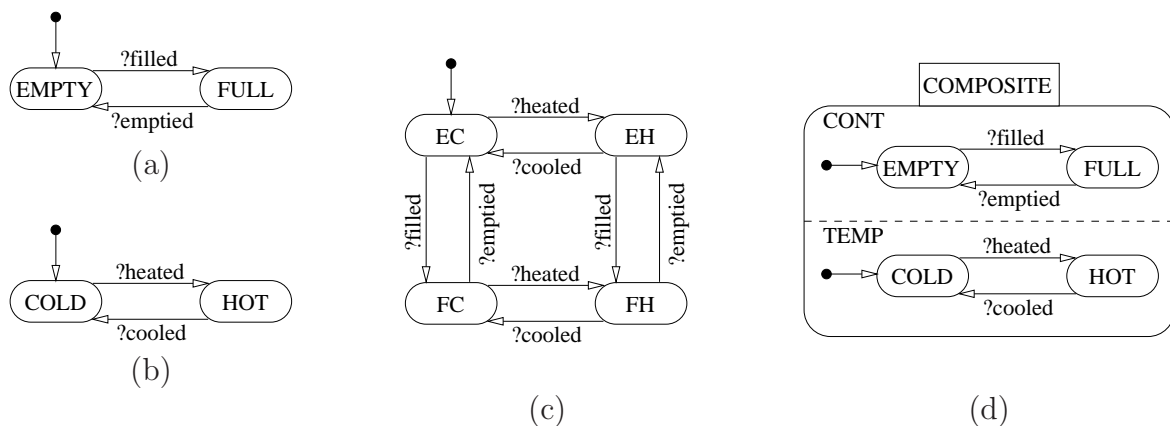 ?filled
EMPTY
FULL
?emptied
(a)
?heated
COLD
HOT
?cooled
(b)
?heated
EC
EH
?cooled
?filled
?emptied
?filled
?emptied
?heated
FC
FH
?cooled
(c)
COMPOSITE
CONT
?filled
EMPTY
FULL
?emptied
TEMP
?heated
COLD
HOT
?cooled
(d)